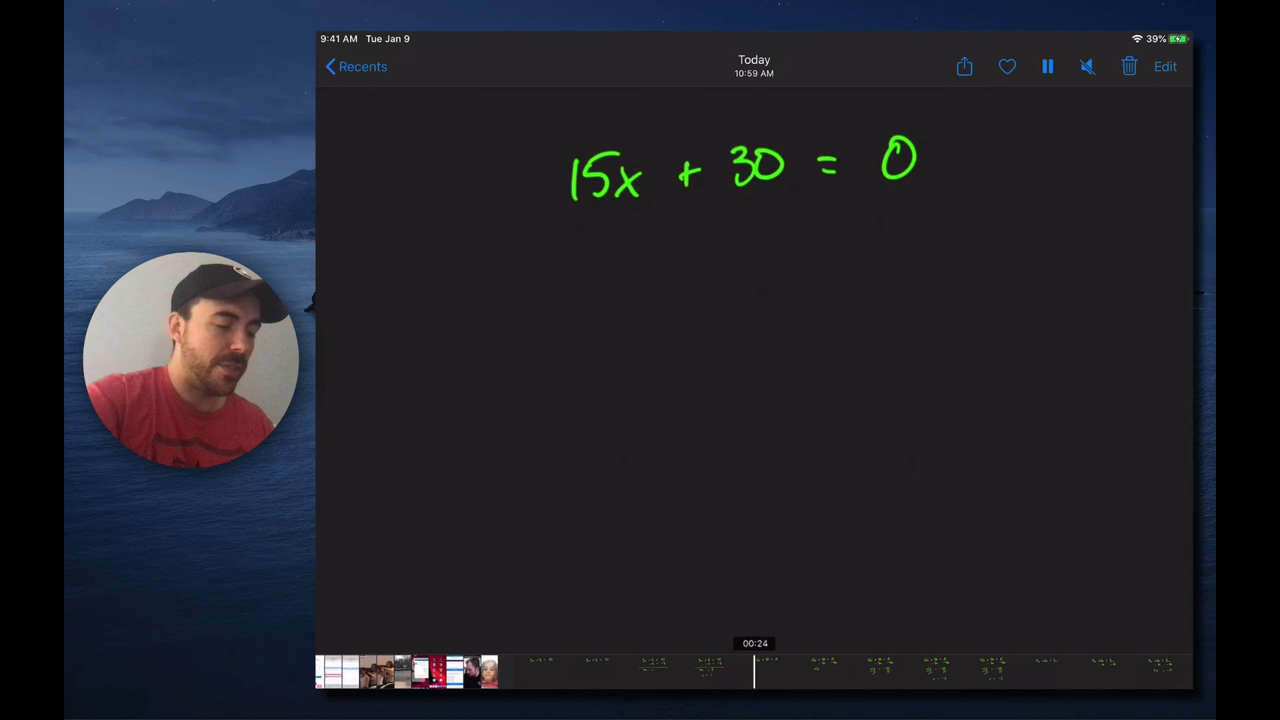 9:41 AM Tue Jan 9
39%
Recents
Today
10:59 AM
Edit
15x + 30 = 0
00:24